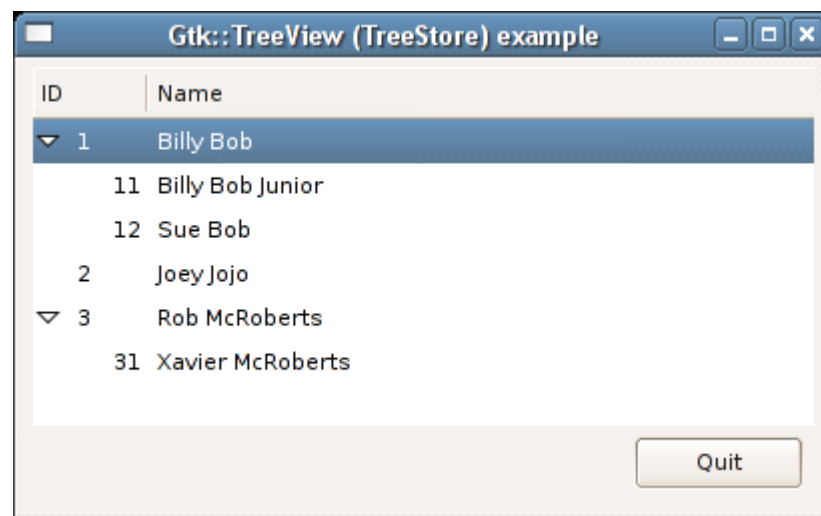 Gtk::TreeView (TreeStore) example
ID Name
1 Billy Bob
11 Billy Bob Junior
12 Sue Bob
2 Joey Jojo
3 Rob McRoberts
31 Xavier McRoberts
Quit